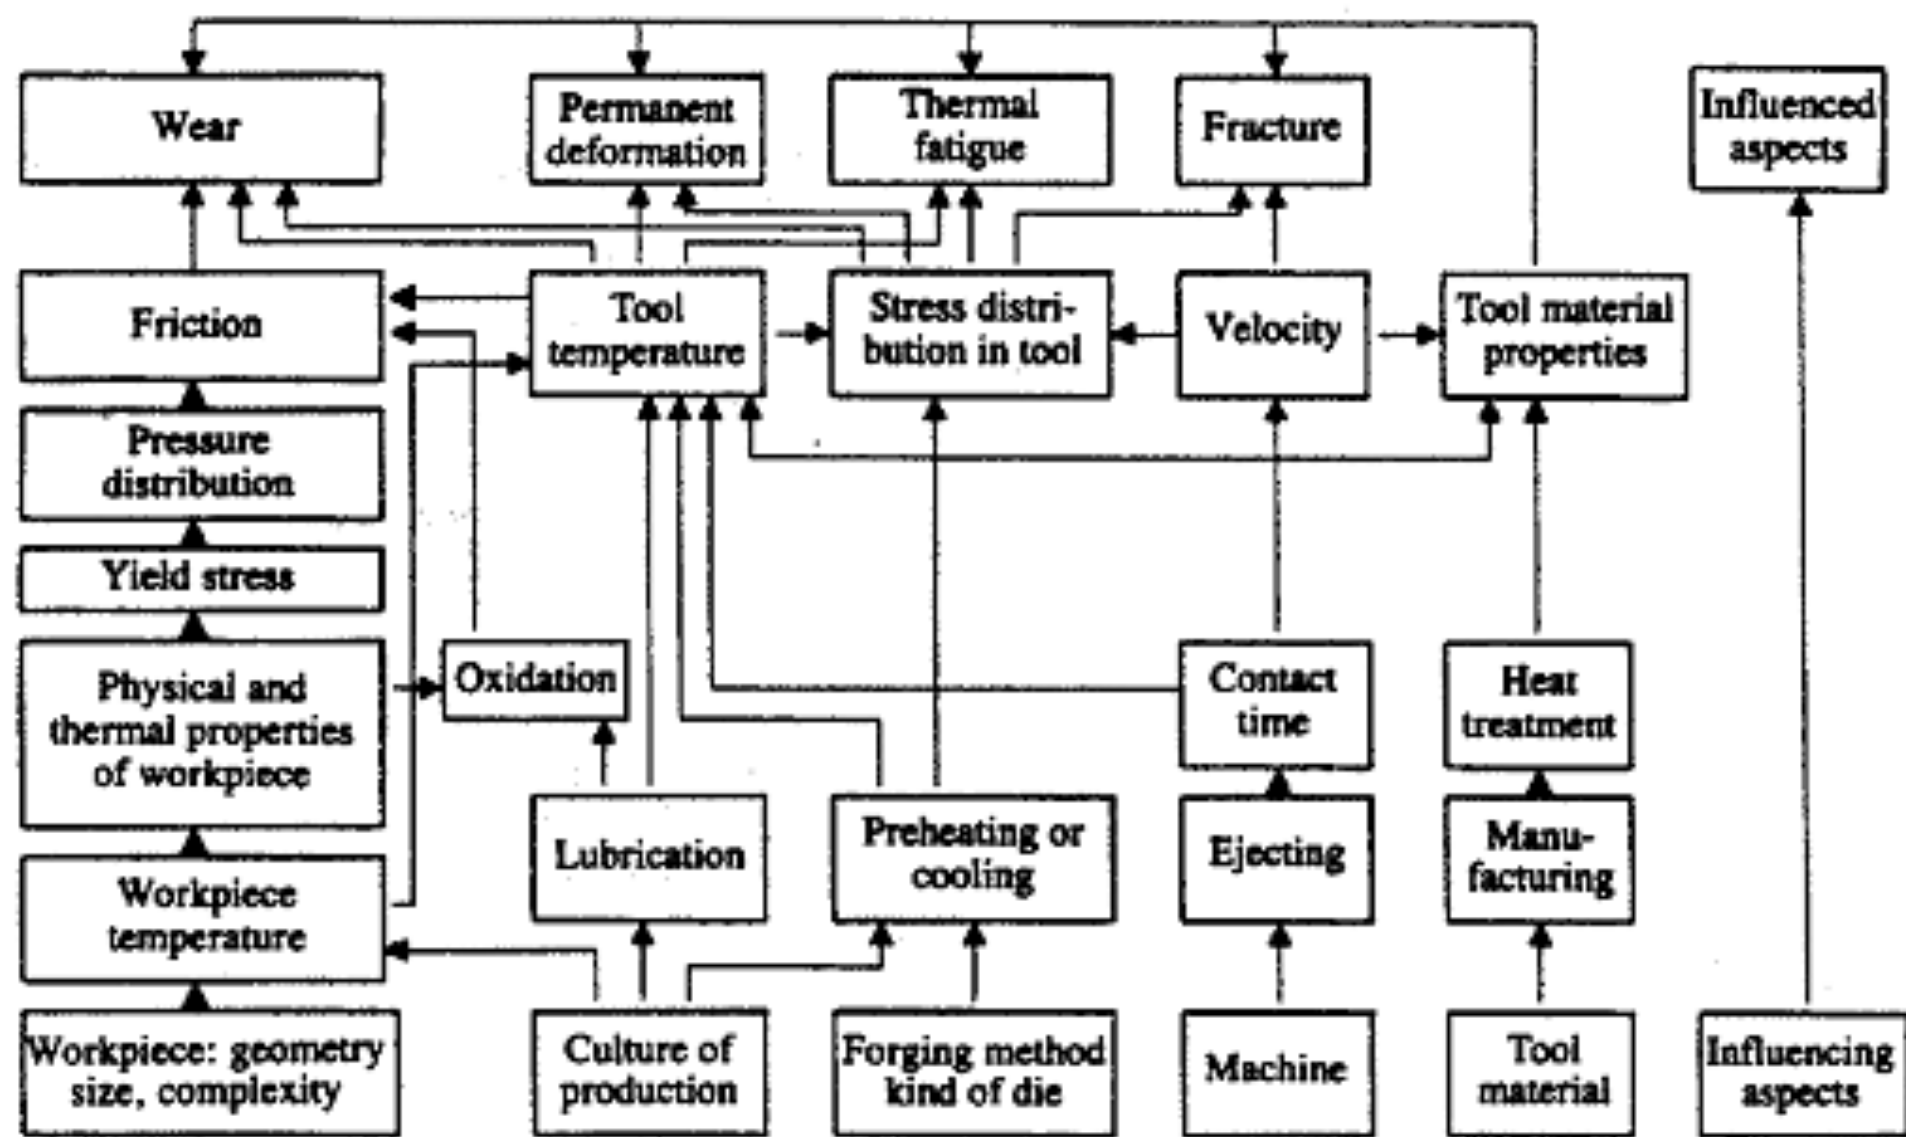 Wear
Permanent
deformation
Thermal
fatigue
Fracture
Influenced
aspects
Friction
Tool
temperature
Stress distri-
bution in tool
Velocity
Tool material
properties
Pressure
distribution
Yield stress
Physical and
thermal properties
of workpiece
Oxidation
Contact
time
Heat
treatment
Workpiece
temperature
Lubrication
Preheating or
cooling
Ejecting
Manu-
facturing
Workpiece: geometry
size, complexity
Culture of
production
Forging method
kind of die
Machine
Tool
material
Influencing
aspects